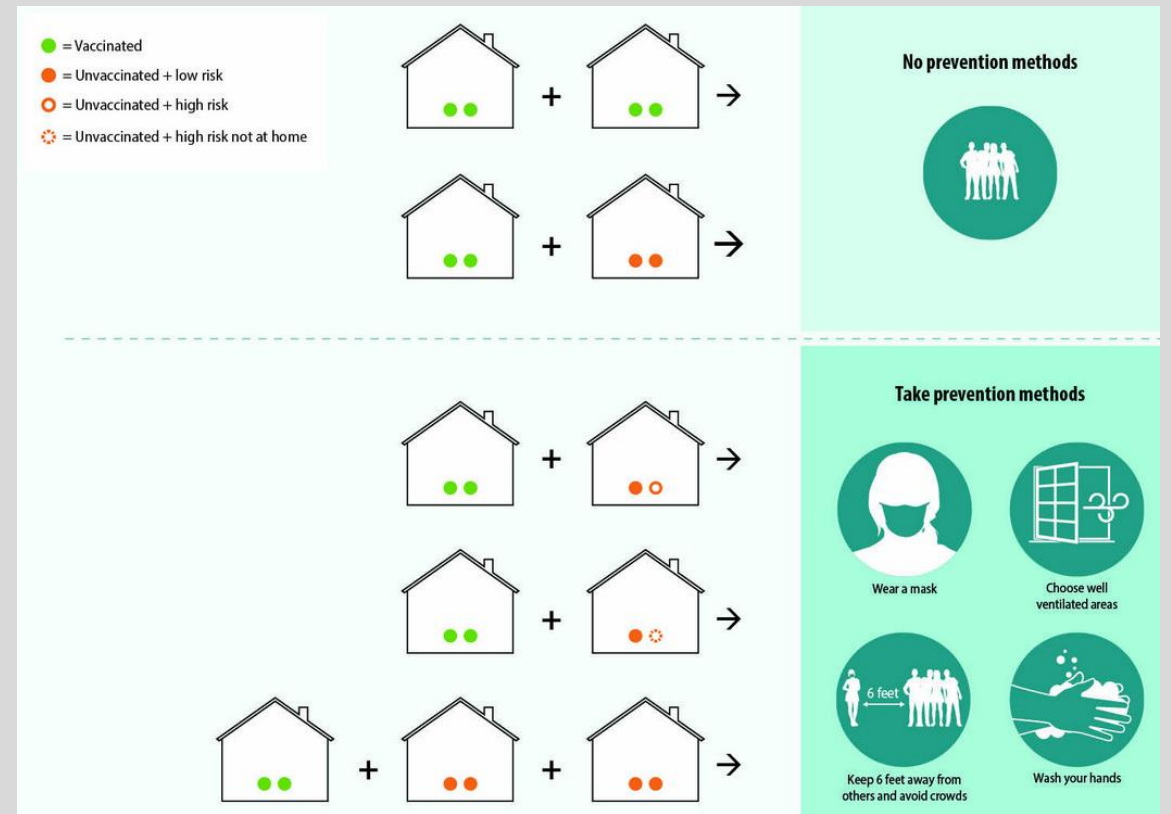 = Vaccinated
= Unvaccinated + low risk
= Unvaccinated + high risk
= Unvaccinated + high risk not at home
+
+
No prevention methods
+
+
+
+
Take prevention methods
Wear a mask
Choose well
ventilated areas
6 feet
Keep 6 feet away from
others and avoid crowds
Wash your hands